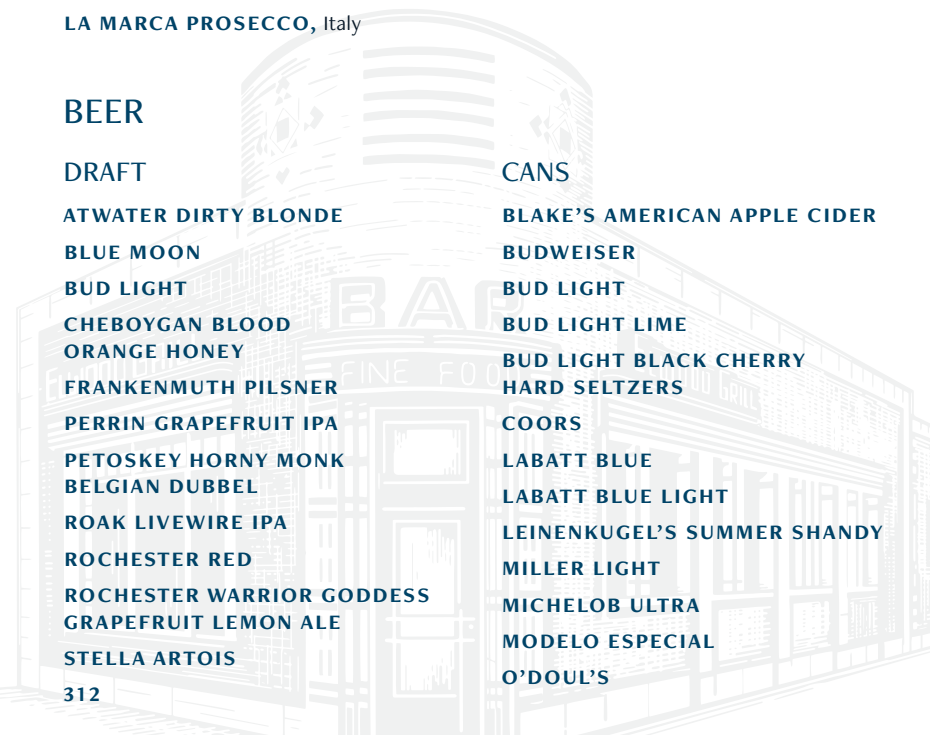 LA MARCA PROSECCO, Italy
BEER
DRAFT
ATWATER DIRTY BLONDE
BLUE MOON
BUD LIGHT
CHEBOYGAN BLOOD
ORANGE HONEY
FRANKENMUTH PILSNER
PERRIN GRAPEFRUIT IPA
PETOSKEY HORNY MONK
BELGIAN DUBBEL
ROAK LIVEWIRE IPA
ROCHESTER RED
ROCHESTER WARRIOR GODDESS
GRAPEFRUIT LEMON ALE
STELLA ARTOIS
312
CANS
BLAKE’S AMERICAN APPLE CIDER
BUDWEISER
BUD LIGHT
BUD LIGHT LIME
BUD LIGHT BLACK CHERRY
HARD SELTZERS
COORS
LABATT BLUE
LABATT BLUE LIGHT
LEINENKUGEL’S SUMMER SHANDY
MILLER LIGHT
MICHELOB ULTRA
MODELO ESPECIAL
O’DOUL’S
BAR
FINE FOO